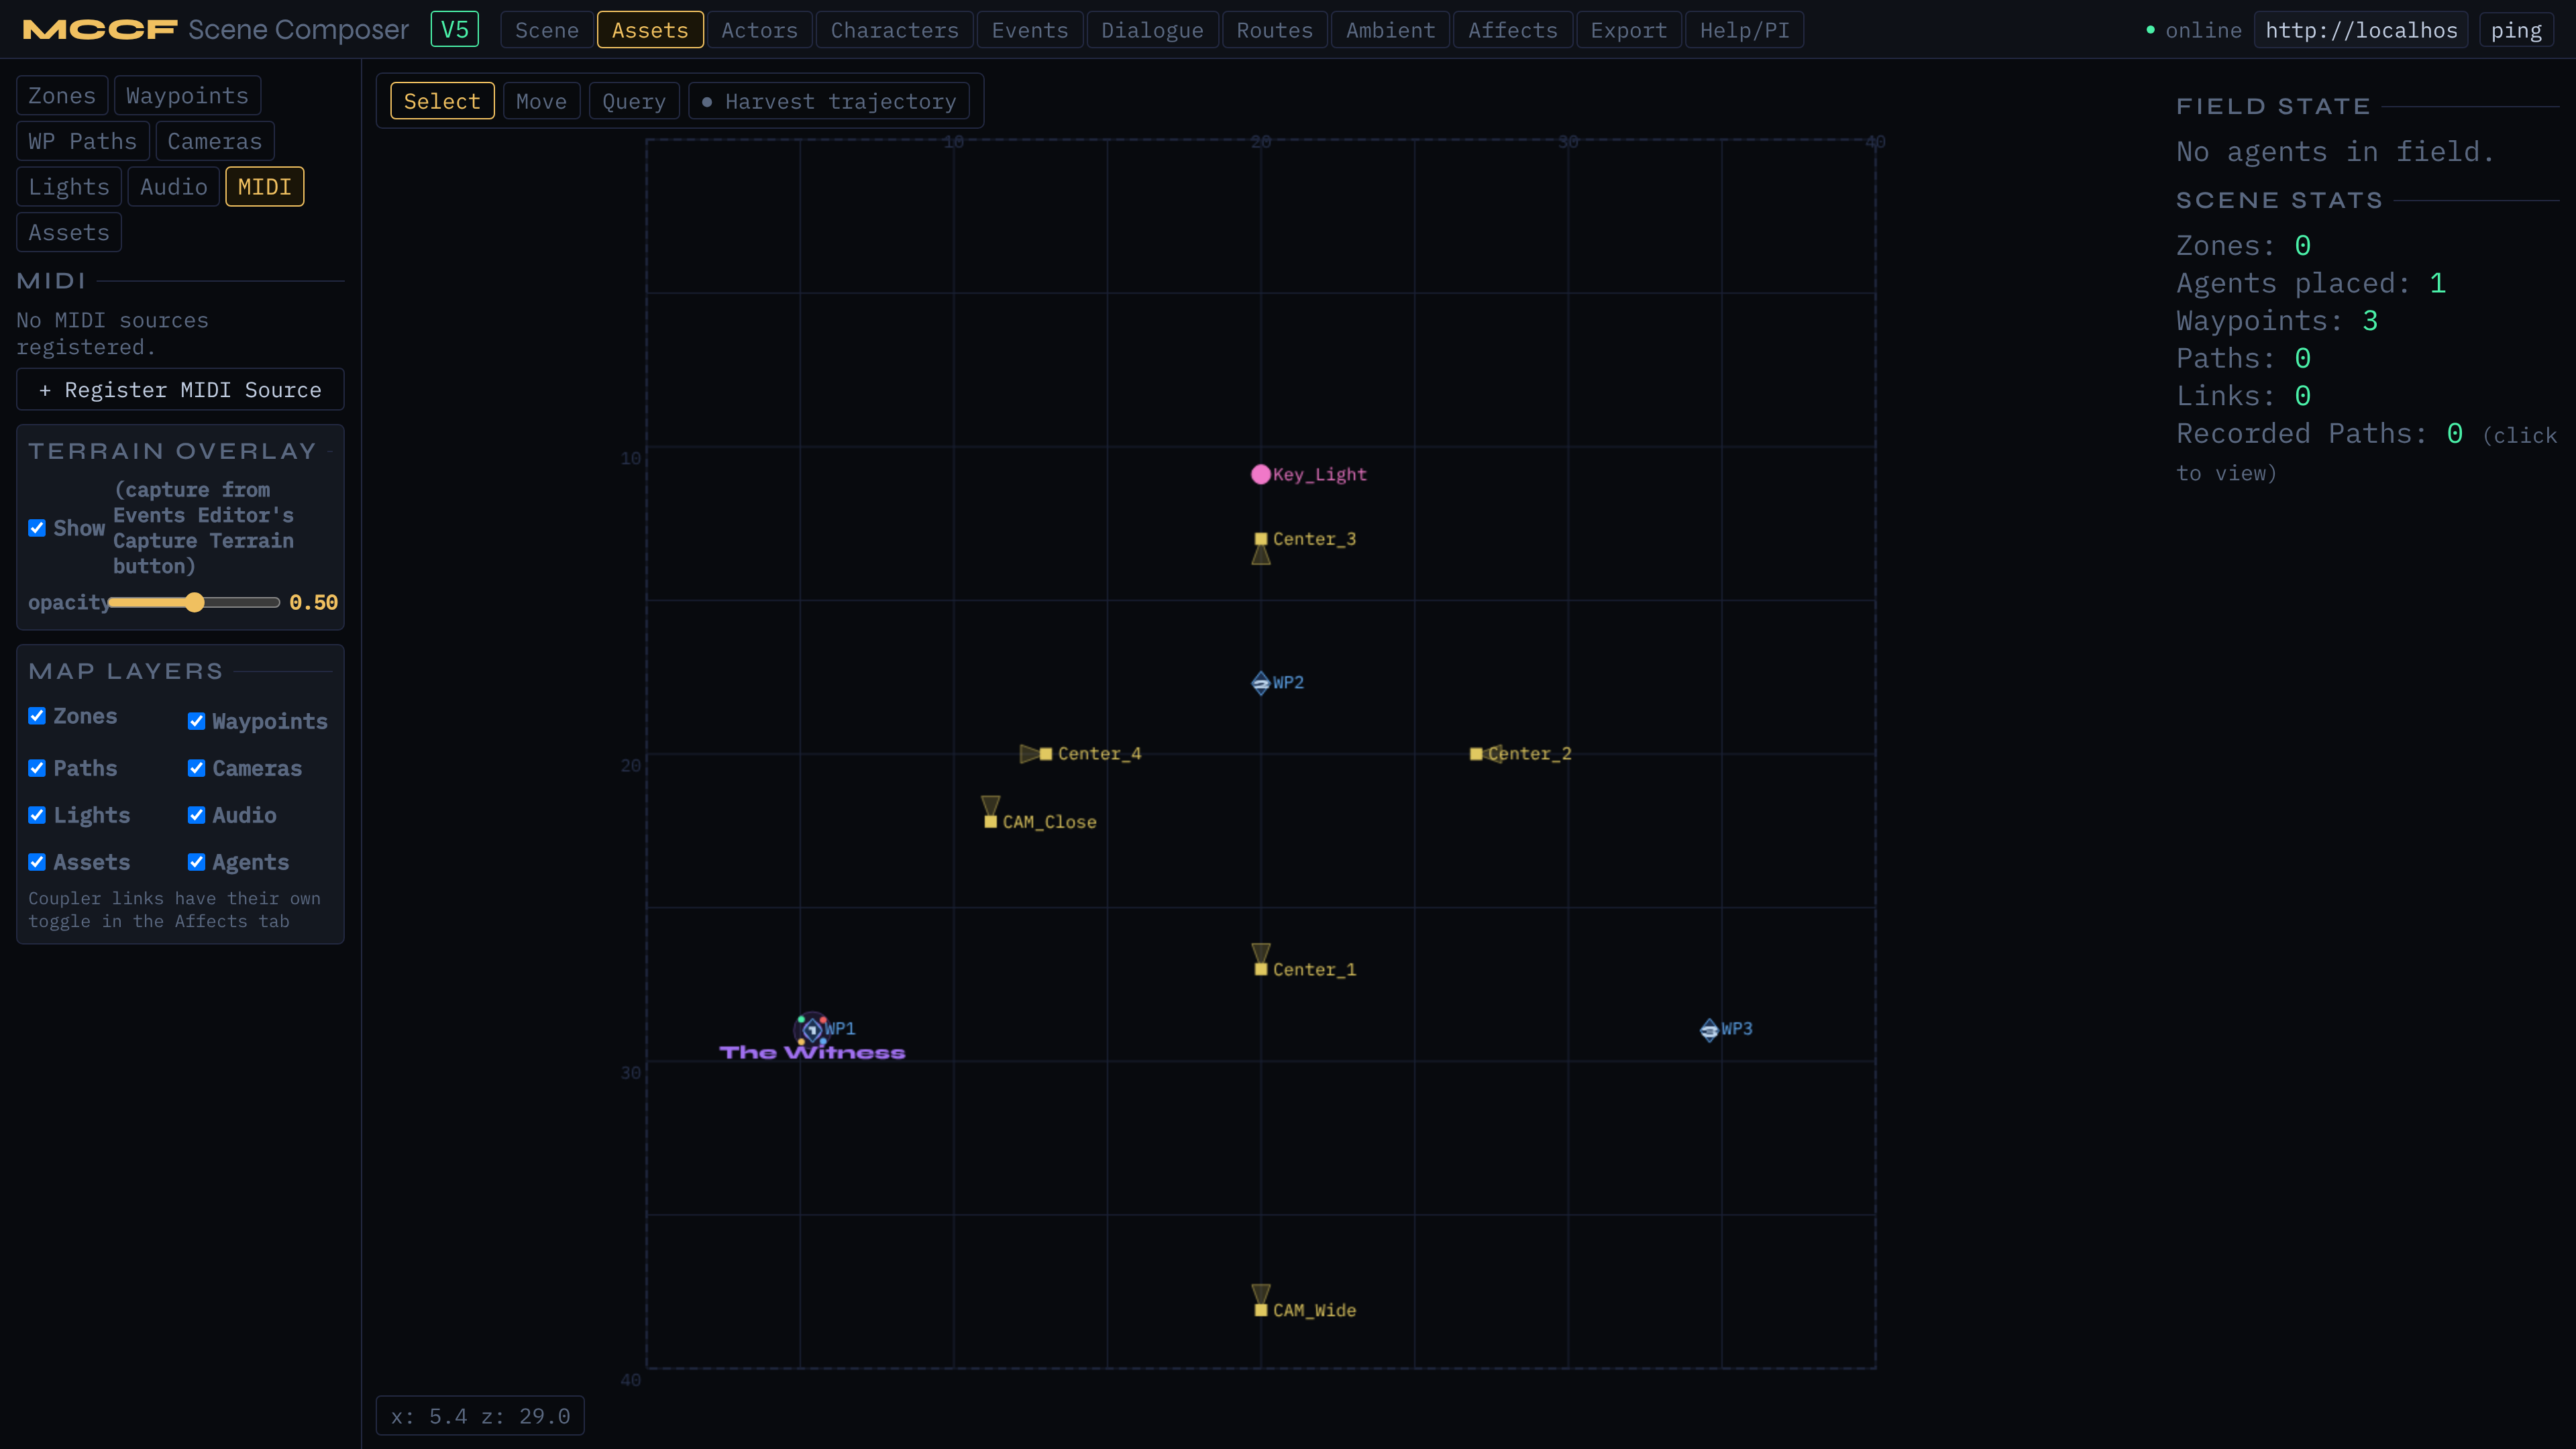 MCCF Scene Composer V5 Scene Assets Actors Characters Events Dialogue Routes Ambient Affects Export Help/PI online http://localhos ping
Zones Waypoints
WP Paths Cameras
Lights Audio MIDI
Assets
MIDI
No MIDI sources
registered.
+ Register MIDI Source
TERRAIN OVERLAY
Show (capture from
Events Editor's
Capture Terrain
button)
opacity 0.50
MAP LAYERS
Zones Waypoints
Paths Cameras
Lights Audio
Assets Agents
Coupler links have their own
toggle in the Affects tab
Select Move Query Harvest trajectory
10 20 30 40
10
Key_Light
Center_3
WP2
20
Center_4
Center_2
CAM_Close
Center_1
1 WP1
The Witness
3 WP3
30
CAM_Wide
40
x: 5.4 z: 29.0
FIELD STATE
No agents in field.
SCENE STATS
Zones: 0
Agents placed: 1
Waypoints: 3
Paths: 0
Links: 0
Recorded Paths: 0 (click
to view)